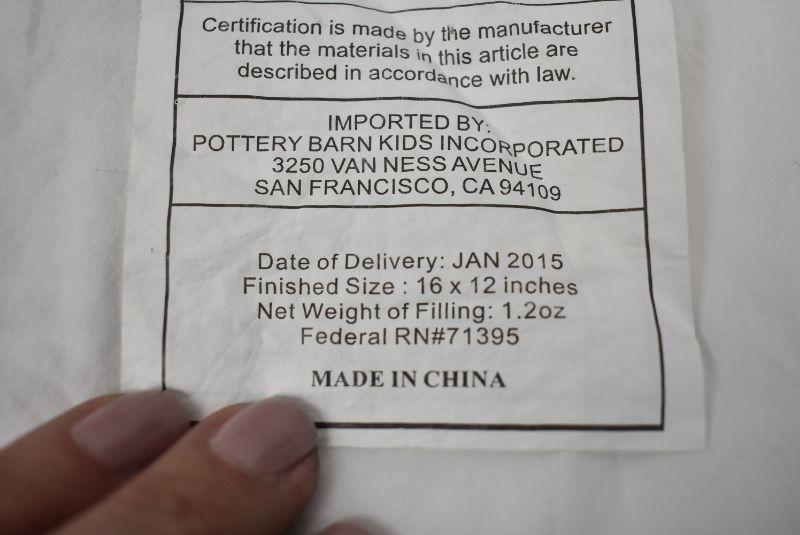 Certification is made by the manufacturer
that the materials in this article are
described in accordance with law.
IMPORTED BY:
POTTERY BARN KIDS INCORPORATED
3250 VAN NESS AVENUE
SAN FRANCISCO, CA 94109
Date of Delivery: JAN 2015
Finished Size : 16 x 12 inches
Net Weight of Filling: 1.2oz
Federal RN#71395
MADE IN CHINA